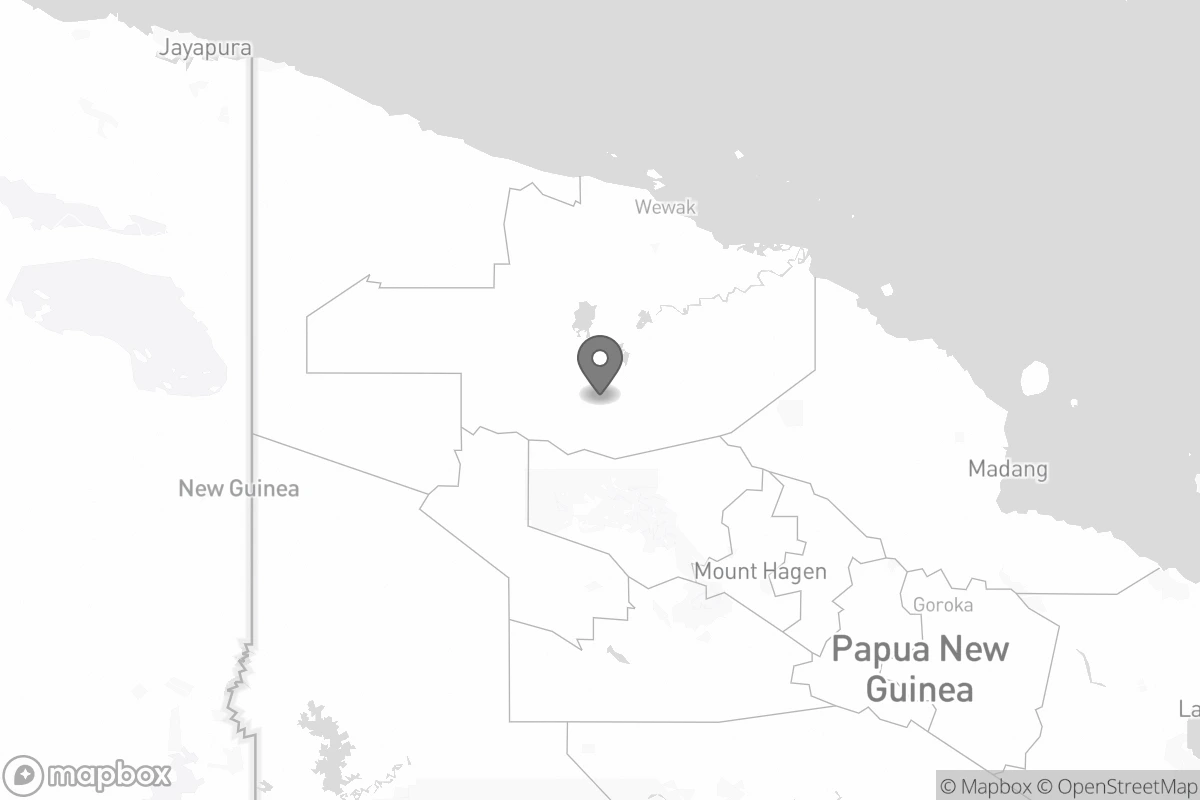 Jayapura
Wewak
Madang
New Guinea
Mount Hagen
Goroka
Papua New
Guinea
La
mapbox
© Mapbox © OpenStreetMap